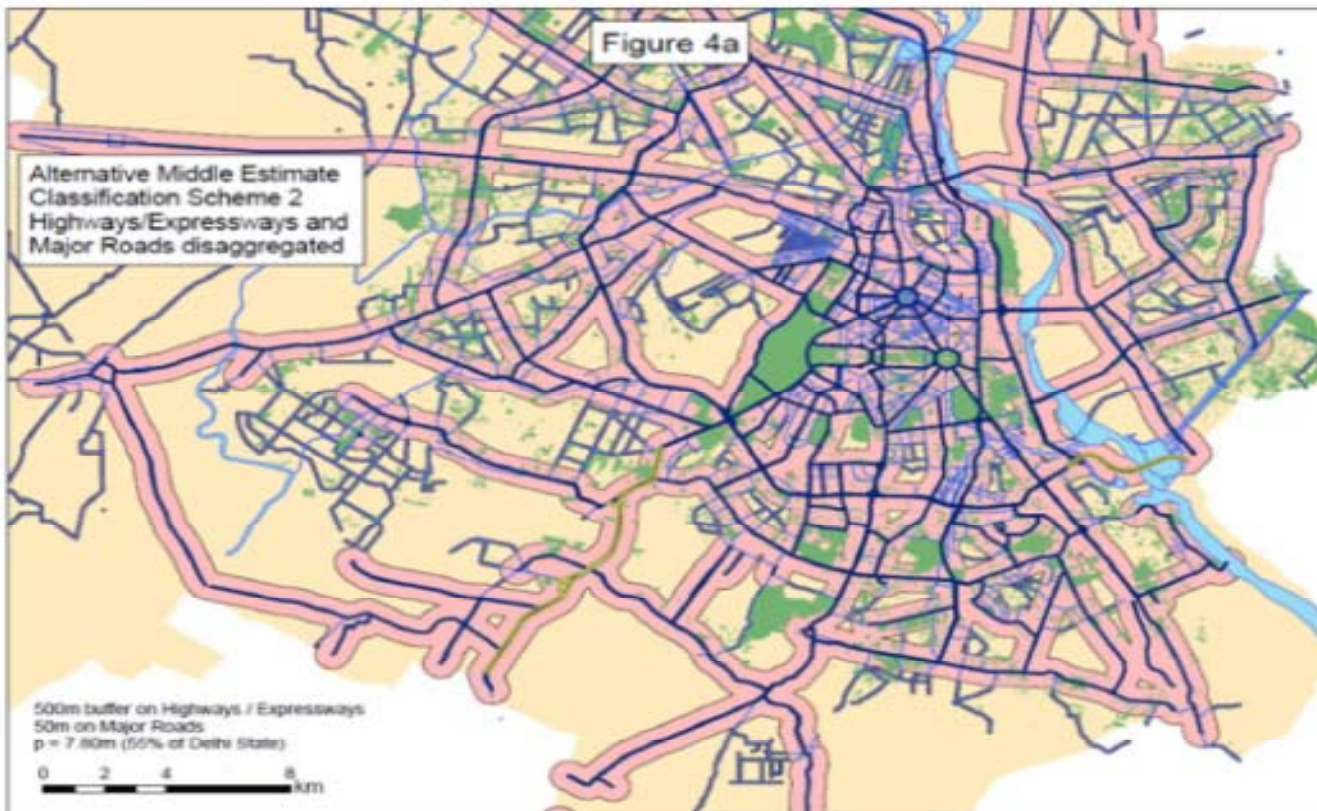 Figure 4a
Alternative Middle Estimate
Classification Scheme 2
Highways/Expressways and
Major Roads disaggregated
500m buffer on Highways / Expressways
50m on Major Roads
p = 7.80m (55% of Delhi State)
0 2 4 8
km